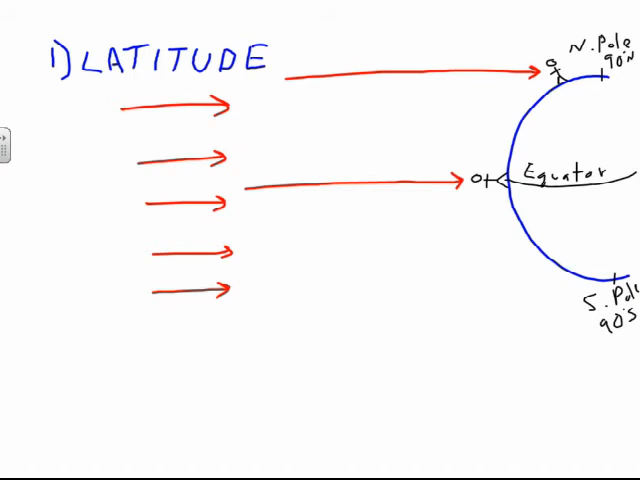 1) LATITUDE
N. Pole
90°N
Equator
S. Pole
90°S